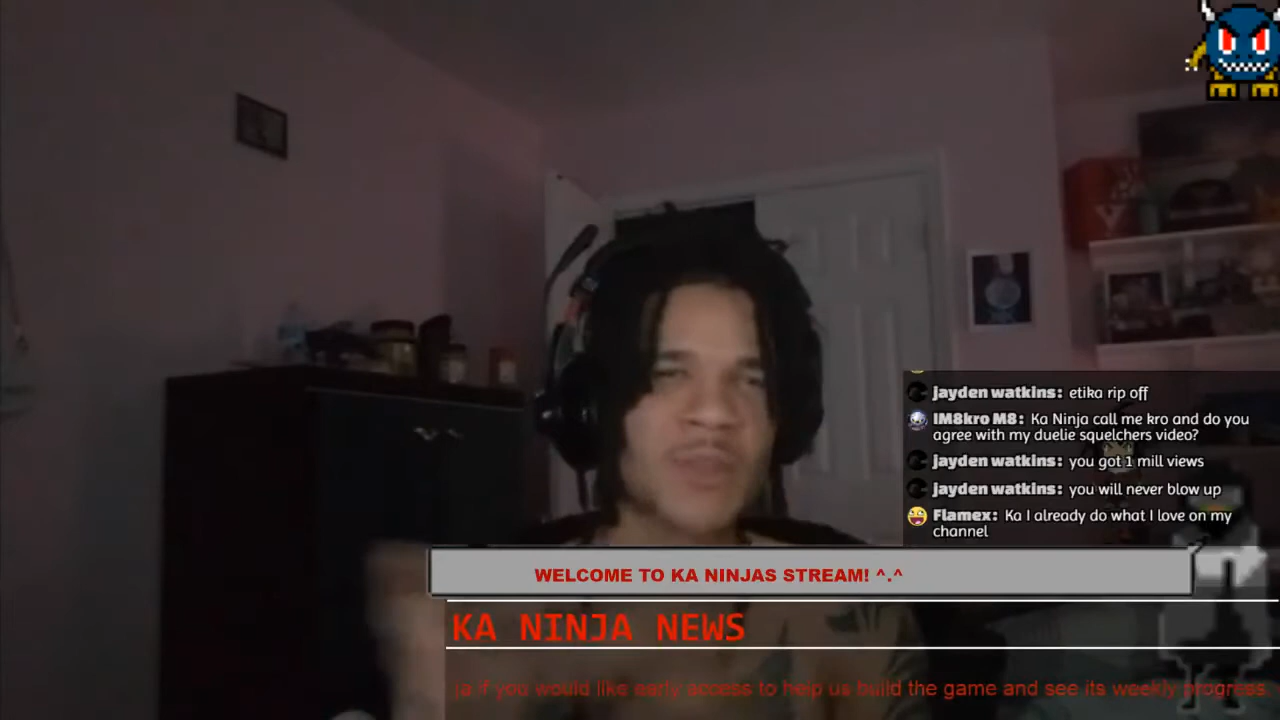 jayden watkins: etika rip off
IM8kro M8: Ka Ninja call me kro and do you
agree with my duelie squelchers video?
jayden watkins: you got 1 mill views
jayden watkins: you will never blow up
Flamex: Ka I already do what I love on my
channel
WELCOME TO KA NINJAS STREAM! ^.^
KA NINJA NEWS
ja if you would like early access to help us build the game and see its weekly progress.